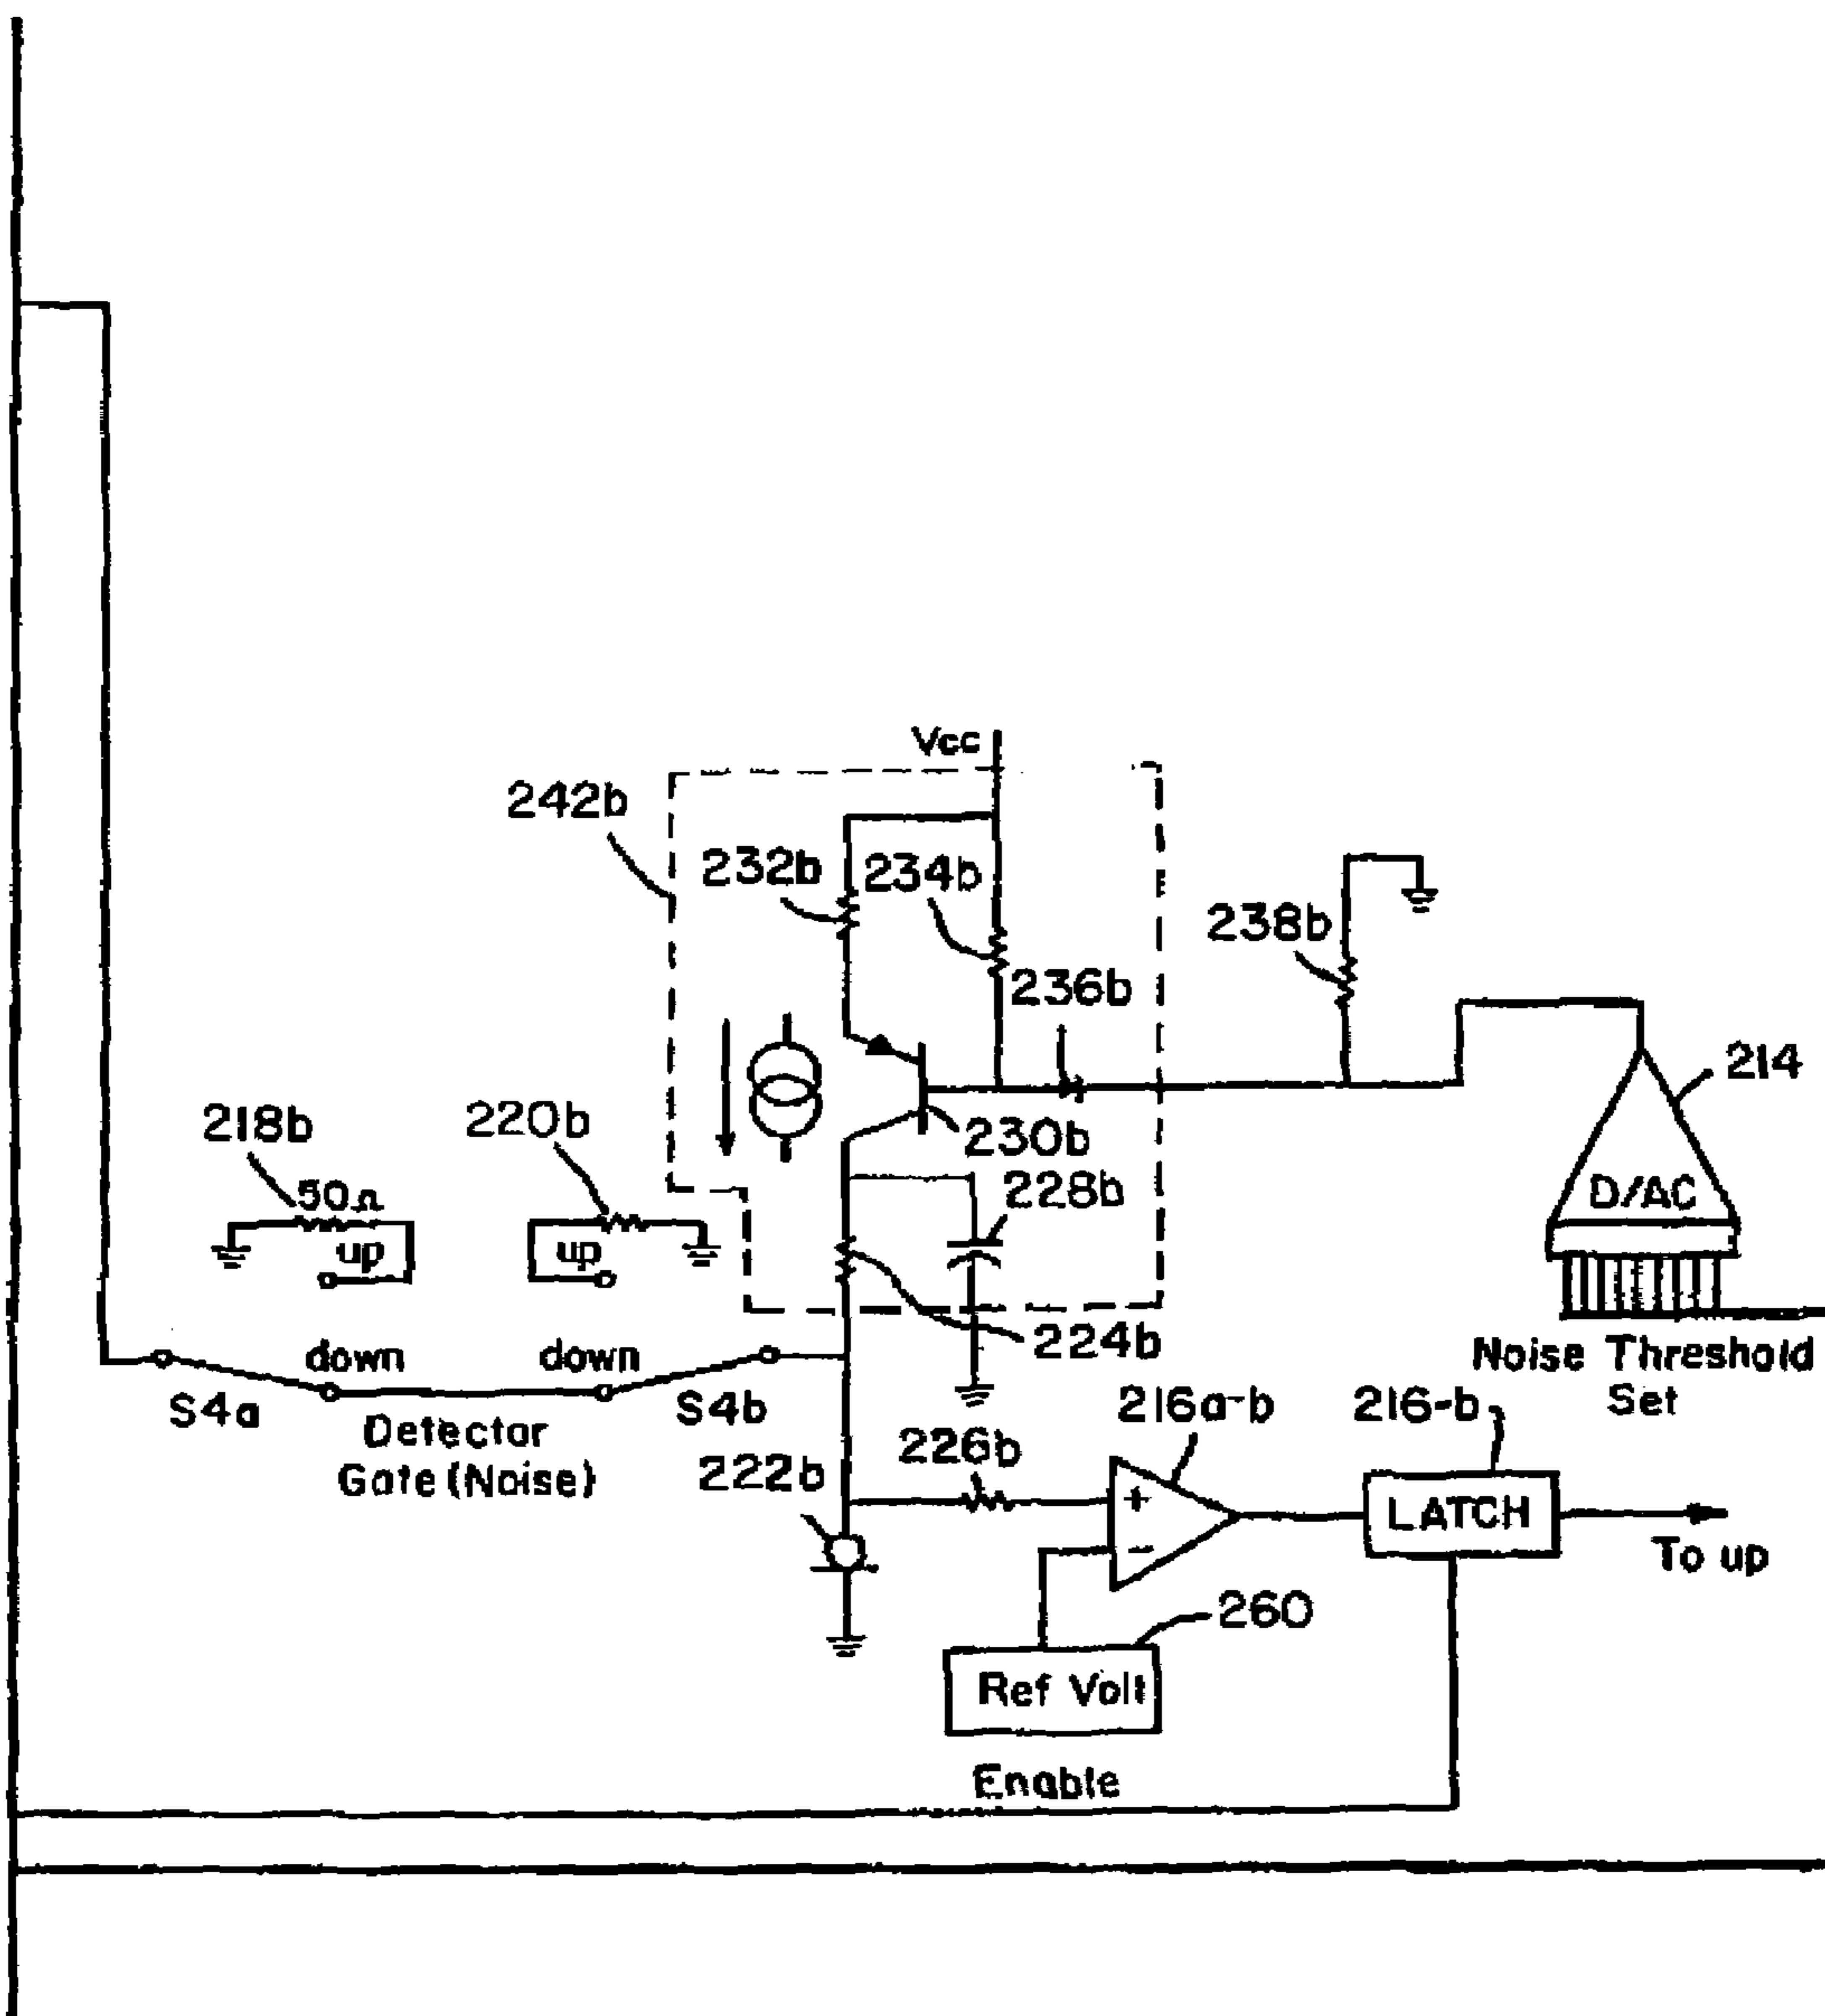 Vcc
242b
232b
234b
238b
236b
214
218b
220b
230b
50Ω
228b
D/AC
up
up
224b
down
down
Noise Threshold
Set
S4a
S4b
216a-b
216-b
Detector
Gate (Noise)
222b
226b
+
LATCH
−
To up
260
Ref Volt
Enable